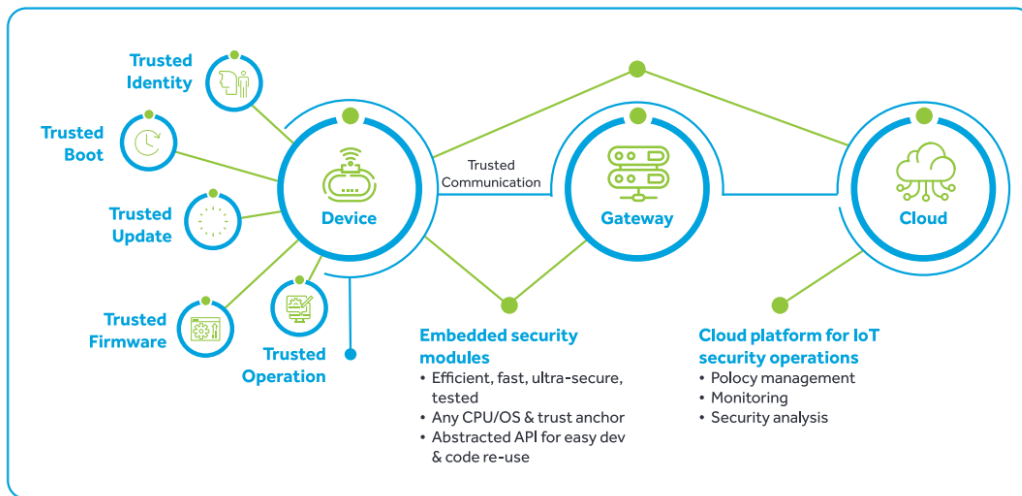 Trusted
Identity
Trusted
Boot
Trusted
Update
Trusted
Firmware
Trusted
Operation
Device
Trusted
Communication
Gateway
Cloud
Embedded security
modules
• Efficient, fast, ultra-secure,
tested
• Any CPU/OS & trust anchor
• Abstracted API for easy dev
& code re-use
Cloud platform for IoT
security operations
• Polocy management
• Monitoring
• Security analysis